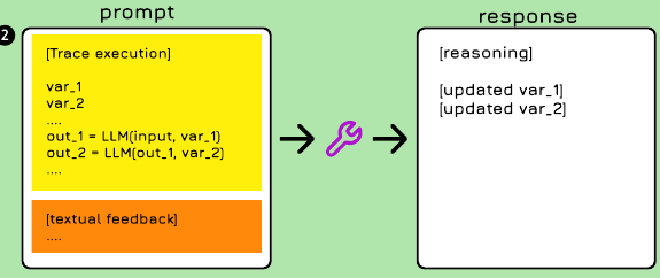 prompt
response
2
[Trace execution]
var_1
var_2
....
out_1 = LLM(input, var_1)
out_2 = LLM(out_1, var_2)
....
[textual feedback]
....
[reasoning]
[updated var_1]
[updated var_2]